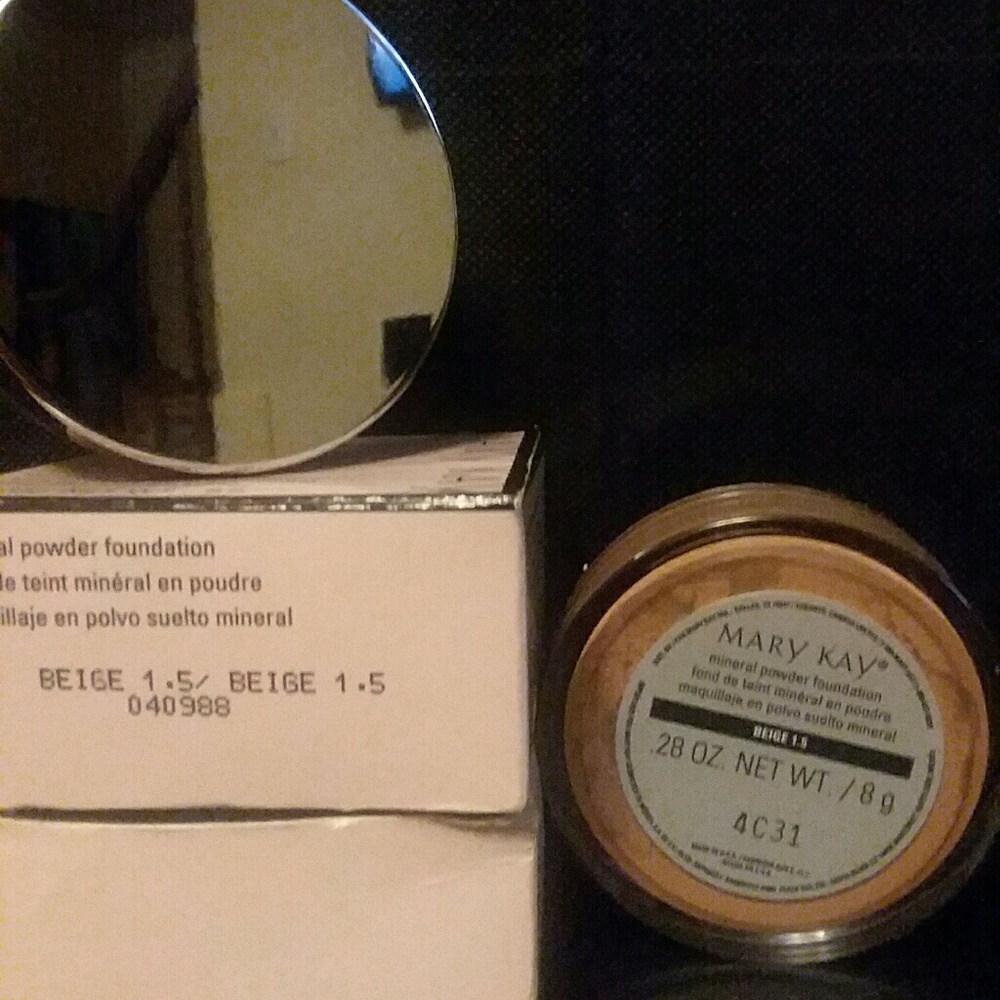 al powder foundation
de teint minéral en poudre
illaje en polvo suelto mineral
BEIGE 1.5/ BEIGE 1.5
040988
MARY KAY®
mineral powder foundation
fond de teint minéral en poudre
maquillaje en polvo suelto mineral
BEIGE 1.5
.28 OZ. NET WT. / 8 g
4C31